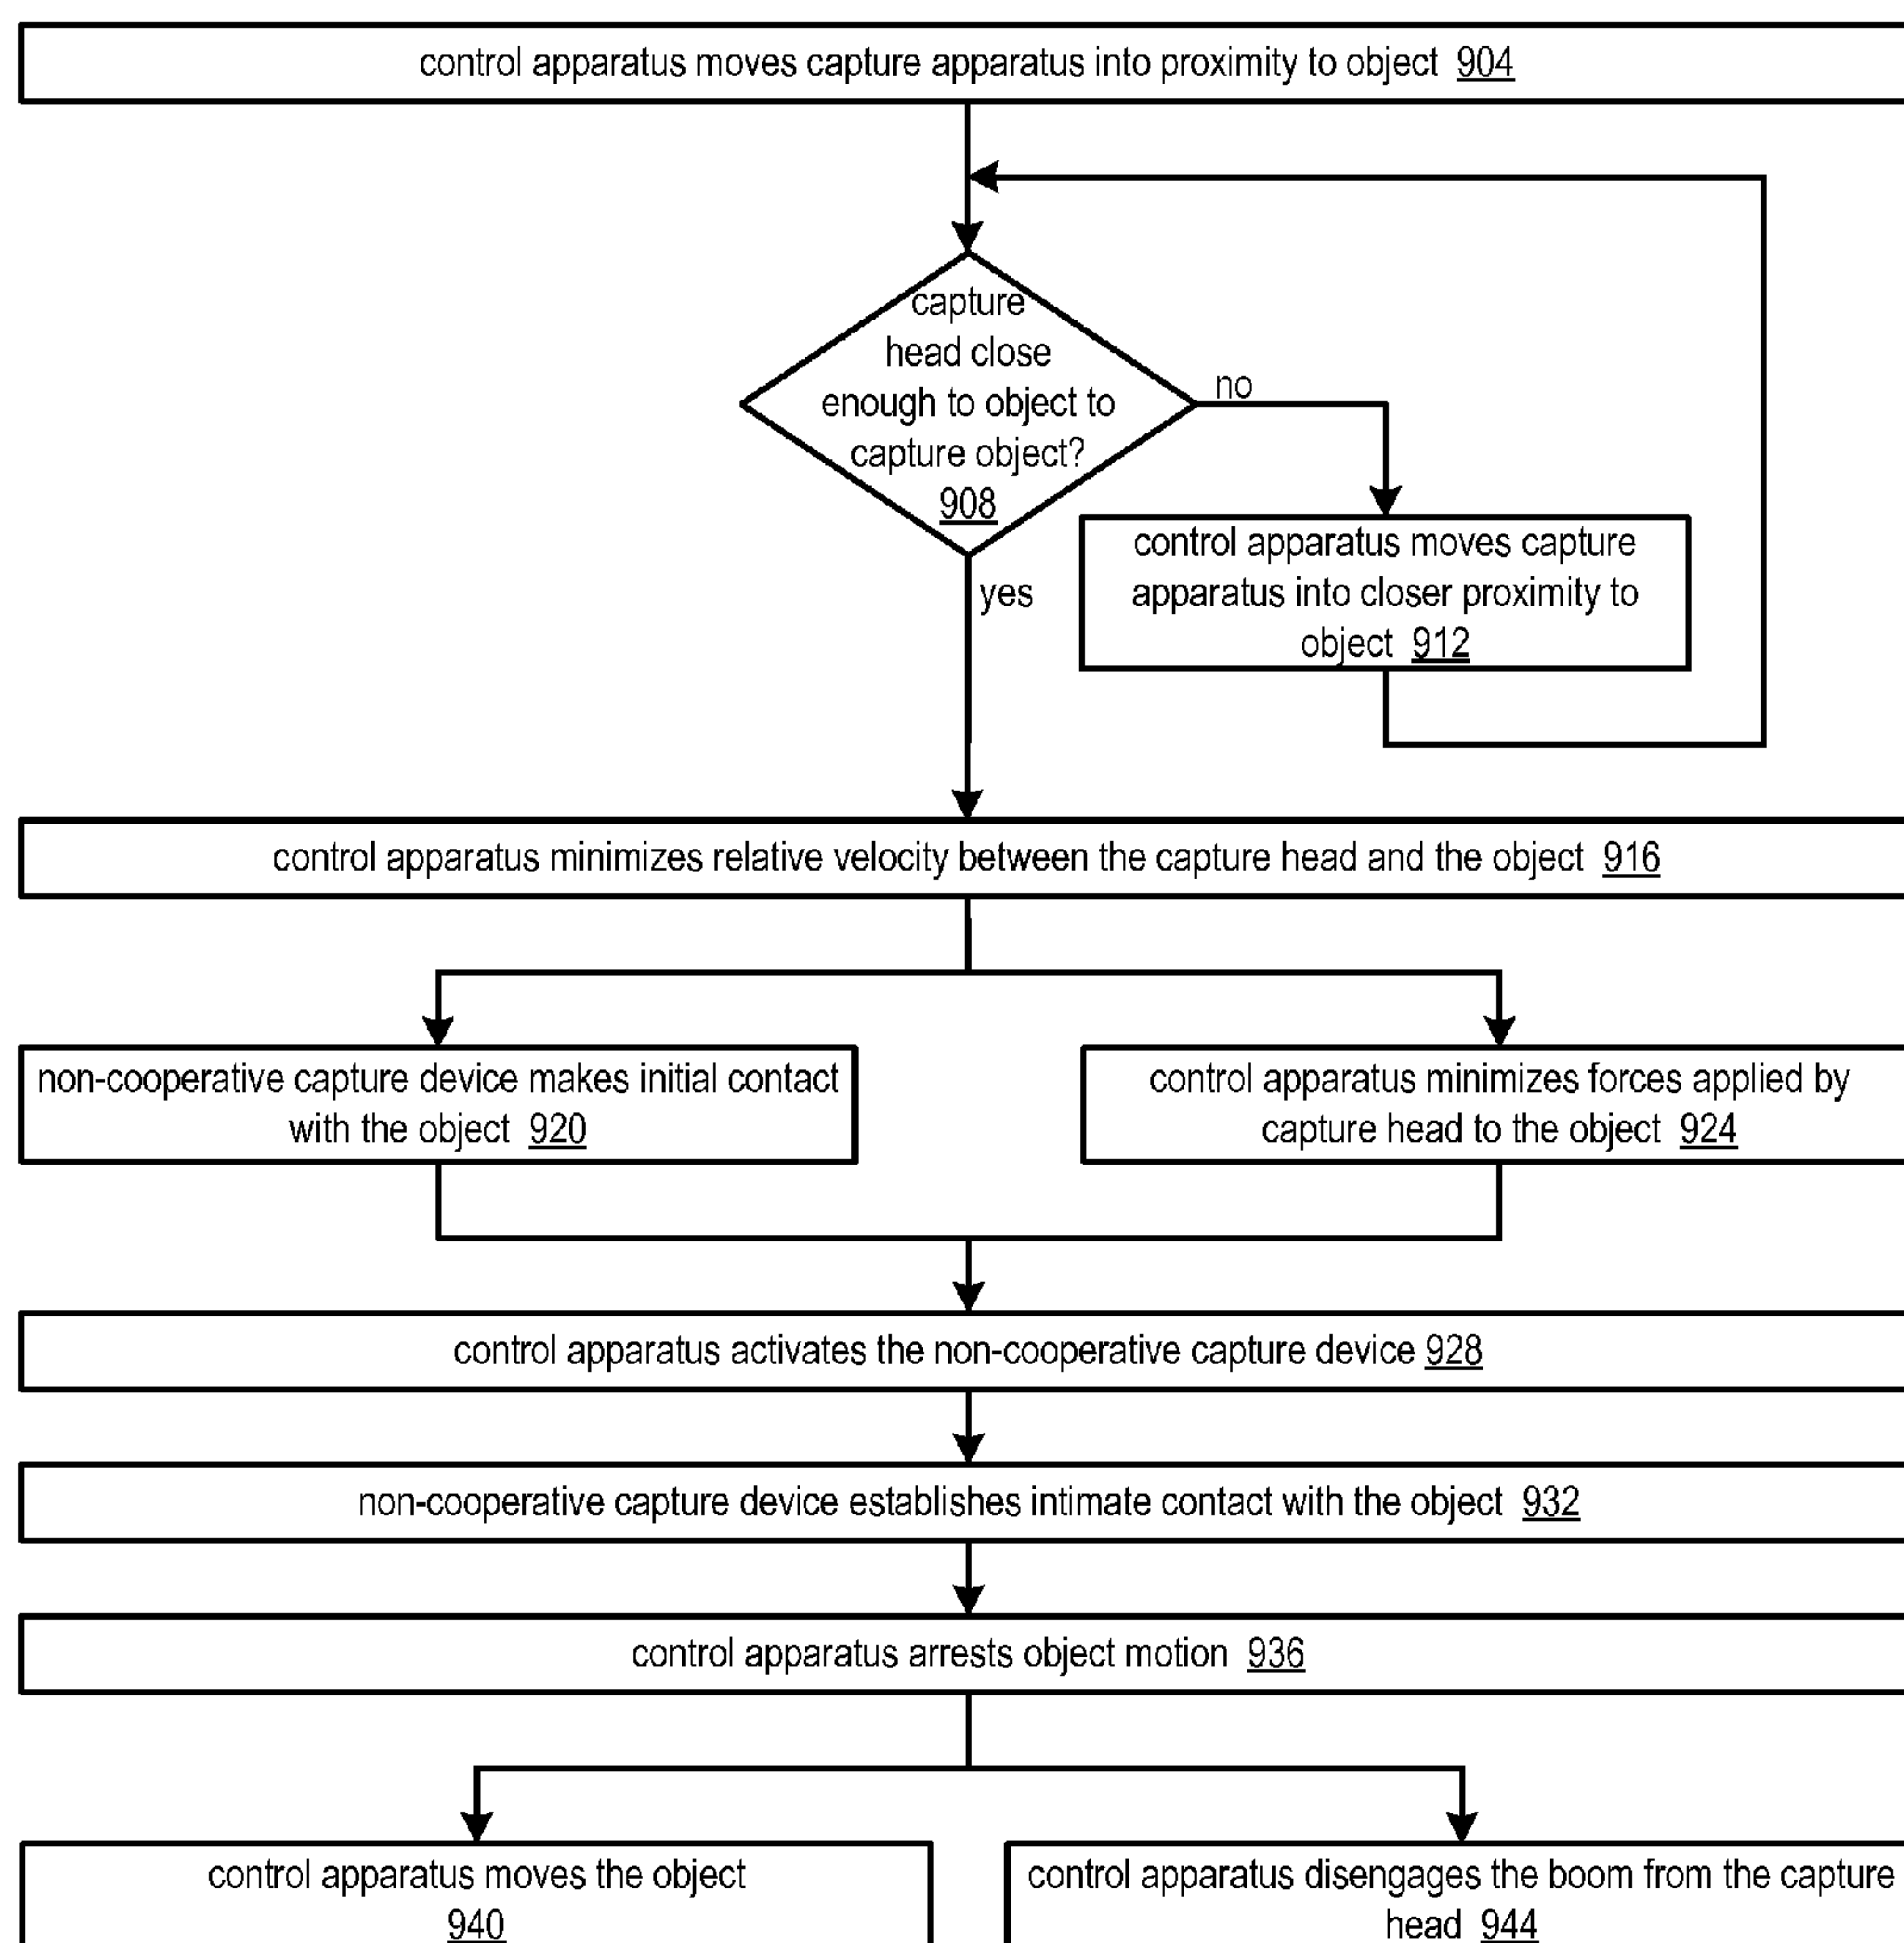 control apparatus moves capture apparatus into proximity to object 904
capture
head close
enough to object to
capture object?
908
no
control apparatus moves capture
apparatus into closer proximity to
object 912
yes
control apparatus minimizes relative velocity between the capture head and the object 916
non-cooperative capture device makes initial contact
with the object 920
control apparatus minimizes forces applied by
capture head to the object 924
control apparatus activates the non-cooperative capture device 928
non-cooperative capture device establishes intimate contact with the object 932
control apparatus arrests object motion 936
control apparatus moves the object
940
control apparatus disengages the boom from the capture
head 944